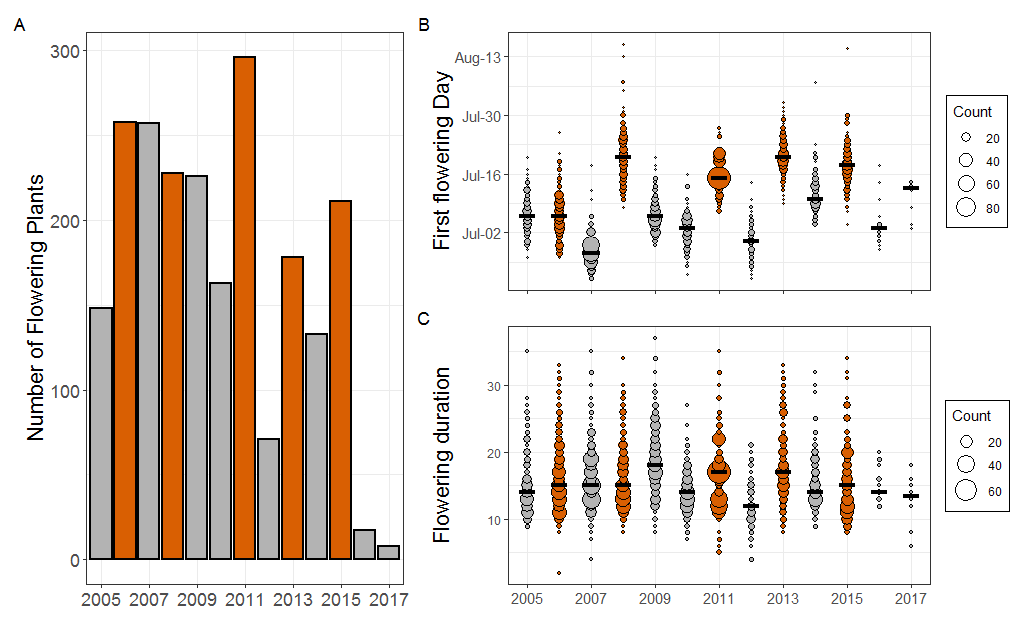 A
Number of Flowering Plants
300
200
100
0
2005 2007 2009 2011 2013 2015 2017
B
First flowering Day
Aug-13
Jul-30
Jul-16
Jul-02
Count
20
40
60
80
C
Flowering duration
30
20
10
2005 2007 2009 2011 2013 2015 2017
Count
20
40
60